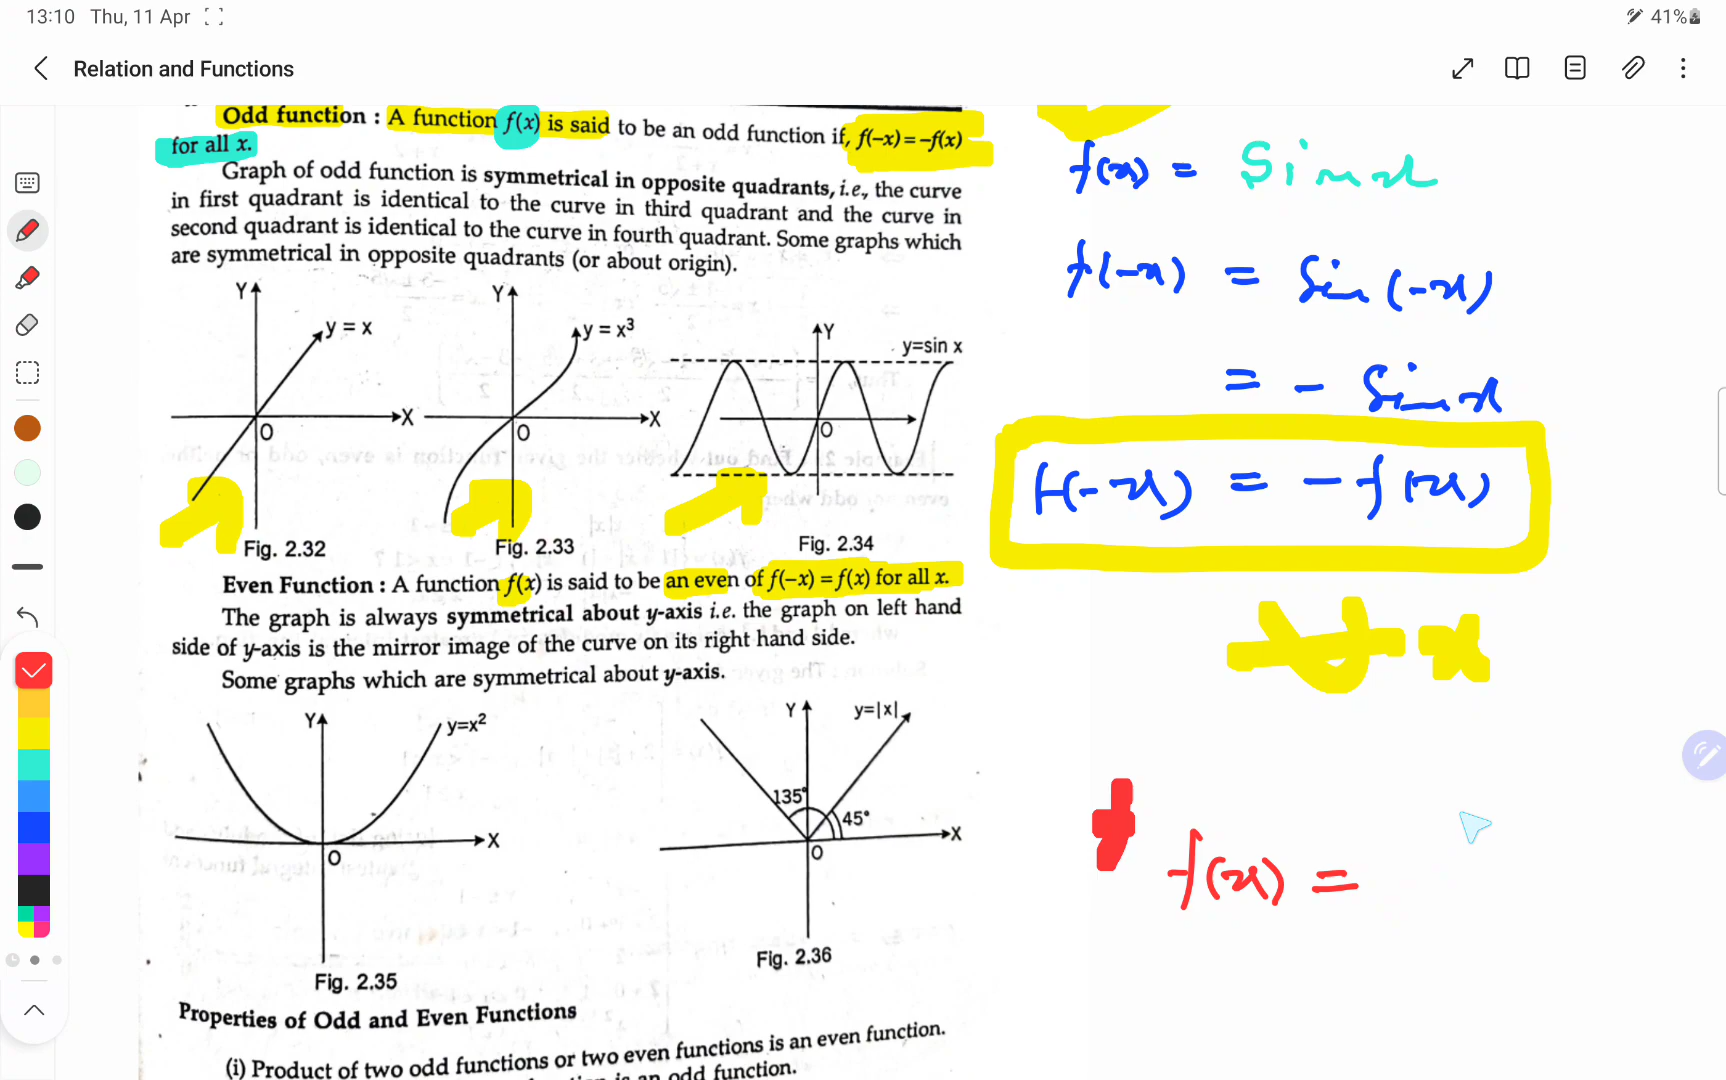 13:10 Thu, 11 Apr
41%
Relation and Functions
Odd function : A function f(x) is said to be an odd function if, f(−x) = −f(x)
for all x.
Graph of odd function is symmetrical in opposite quadrants, i.e., the curve
in first quadrant is identical to the curve in third quadrant and the curve in
second quadrant is identical to the curve in fourth quadrant. Some graphs which
are symmetrical in opposite quadrants (or about origin).
Y
y = x
X
O
Fig. 2.32
Y
y = x³
X
O
Fig. 2.33
Y
y=sin x
O
Fig. 2.34
Even Function : A function f(x) is said to be an even of f(−x) = f(x) for all x.
The graph is always symmetrical about y-axis i.e. the graph on left hand
side of y-axis is the mirror image of the curve on its right hand side.
Some graphs which are symmetrical about y-axis.
Y
y=x²
X
O
Fig. 2.35
Y
y=|x|
135°
45°
X
O
Fig. 2.36
Properties of Odd and Even Functions
(i) Product of two odd functions or two even functions is an even function.
an odd function.
f(x) = Sin x
f(-x) = Sin (-x)
= - Sin x
f(-x) = - f(x)
∀ x
f(x) =